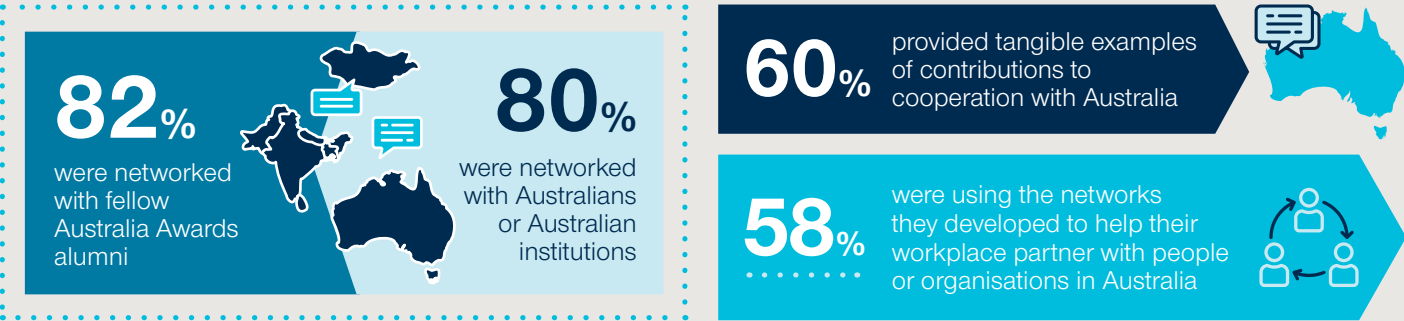 82%
were networked
with fellow
Australia Awards
alumni
80%
were networked
with Australians
or Australian
institutions
60%
provided tangible examples
of contributions to
cooperation with Australia
58%
were using the networks
they developed to help their
workplace partner with people
or organisations in Australia